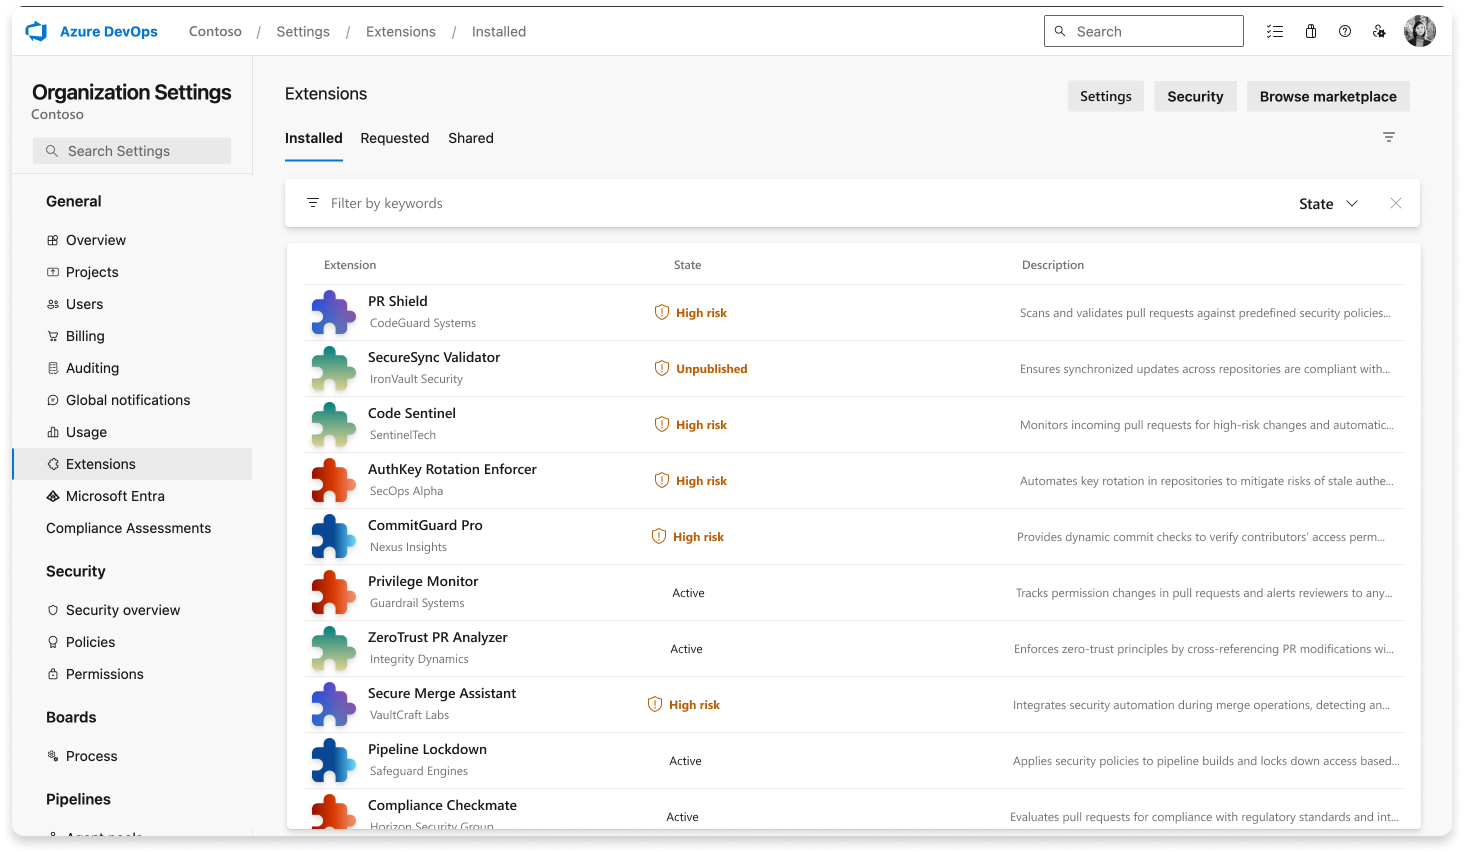 Azure DevOps Contoso / Settings / Extensions / Installed Search
Organization Settings
Contoso
Search Settings
General
Overview
Projects
Users
Billing
Auditing
Global notifications
Usage
Extensions
Microsoft Entra
Compliance Assessments
Security
Security overview
Policies
Permissions
Boards
Process
Pipelines
Agent pools
Extensions
Settings Security Browse marketplace
Installed Requested Shared
Filter by keywords State
Extension State Description
PR Shield
CodeGuard Systems
High risk
Scans and validates pull requests against predefined security policies...
SecureSync Validator
IronVault Security
Unpublished
Ensures synchronized updates across repositories are compliant with...
Code Sentinel
SentinelTech
High risk
Monitors incoming pull requests for high-risk changes and automatic...
AuthKey Rotation Enforcer
SecOps Alpha
High risk
Automates key rotation in repositories to mitigate risks of stale authe...
CommitGuard Pro
Nexus Insights
High risk
Provides dynamic commit checks to verify contributors' access perm...
Privilege Monitor
Guardrail Systems
Active
Tracks permission changes in pull requests and alerts reviewers to any...
ZeroTrust PR Analyzer
Integrity Dynamics
Active
Enforces zero-trust principles by cross-referencing PR modifications wi...
Secure Merge Assistant
VaultCraft Labs
High risk
Integrates security automation during merge operations, detecting an...
Pipeline Lockdown
Safeguard Engines
Active
Applies security policies to pipeline builds and locks down access based...
Compliance Checkmate
Horizon Security Group
Active
Evaluates pull requests for compliance with regulatory standards and int...